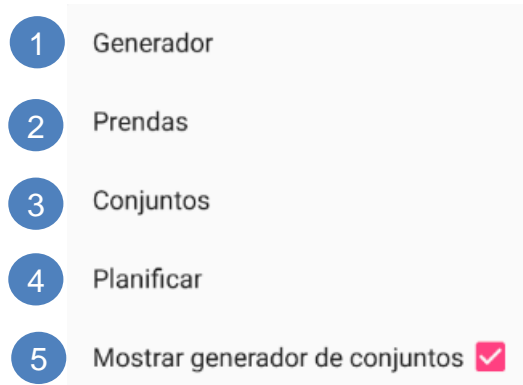 1 Generador
2 Prendas
3 Conjuntos
4 Planificar
5 Mostrar generador de conjuntos